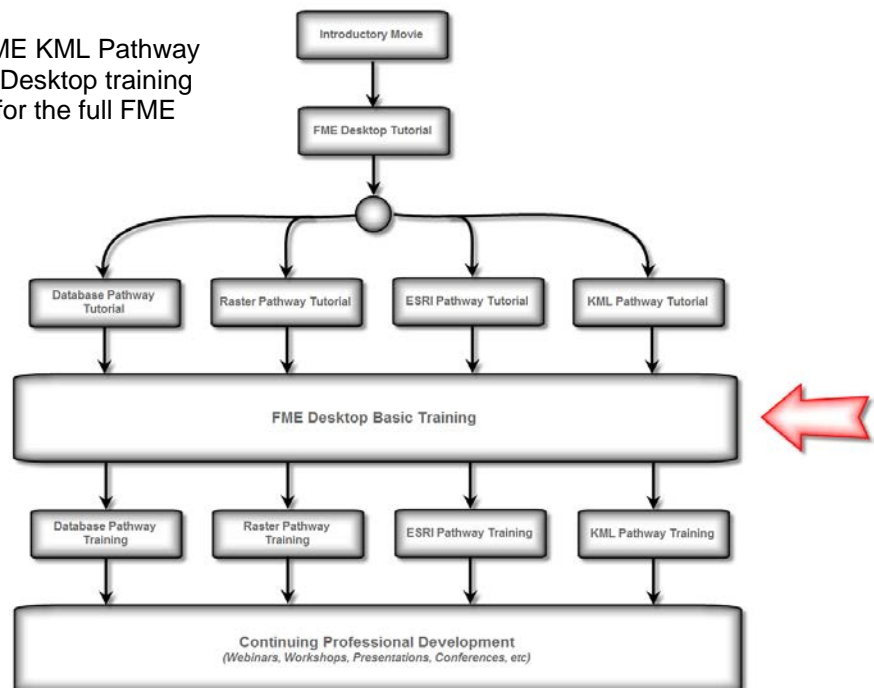 ME KML Pathway
Desktop training
for the full FME
Introductory Movie
FME Desktop Tutorial
Database Pathway
Tutorial
Raster Pathway Tutorial
ESRI Pathway Tutorial
KML Pathway Tutorial
FME Desktop Basic Training
Database Pathway
Training
Raster Pathway
Training
ESRI Pathway Training
KML Pathway Training
Continuing Professional Development
(Webinars, Workshops, Presentations, Conferences, etc)